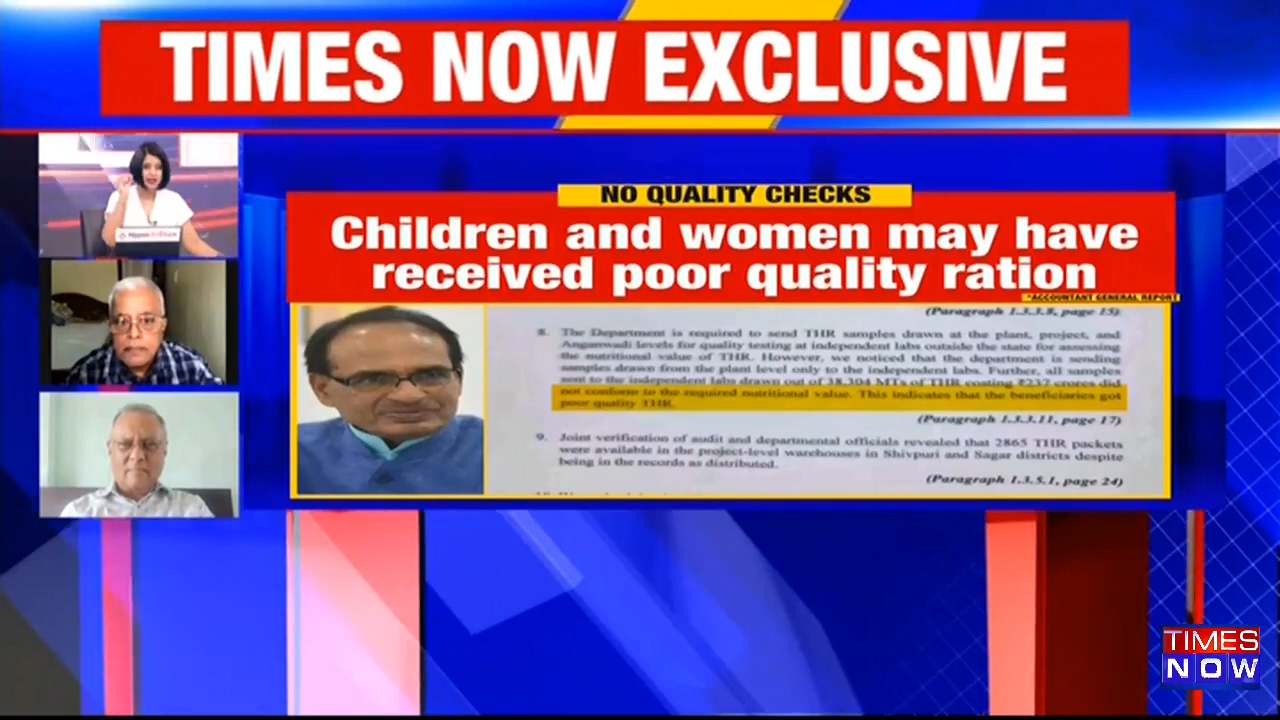 TIMES NOW EXCLUSIVE
NO QUALITY CHECKS
Children and women may have
received poor quality ration
*ACCOUNTANT GENERAL REPORT
(Paragraph 1.3.3.8, page 15)
8. The Department is required to send THR samples drawn at the plant, project, and
Anganwadi levels for quality testing at independent labs outside the state for assessing
the nutritional value of THR. However, we noticed that the department is sending
samples drawn from the plant level only to the independent labs. Further, all samples
sent to the independent labs drawn out of 38,304 MTs of THR costing ₹237 crores did
not conform to the required nutritional value. This indicates that the beneficiaries got
poor quality THR.
(Paragraph 1.3.3.11, page 17)
9. Joint verification of audit and departmental officials revealed that 2865 THR packets
were available in the project-level warehouses in Shivpuri and Sagar districts despite
being in the records as distributed.
(Paragraph 1.3.5.1, page 24)
TIMES
NOW